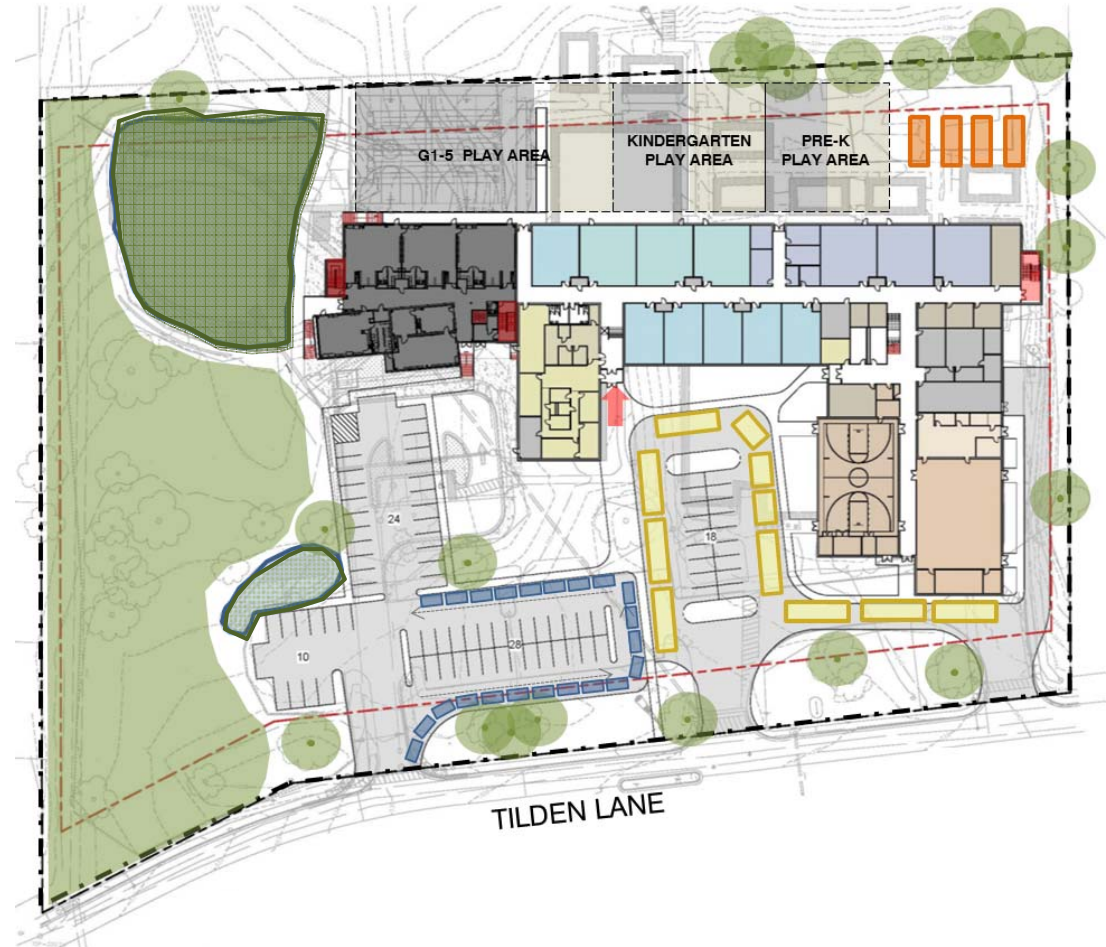 G1-5 PLAY AREA
KINDERGARTEN
PLAY AREA
PRE-K
PLAY AREA
24
18
10
28
TILDEN LANE